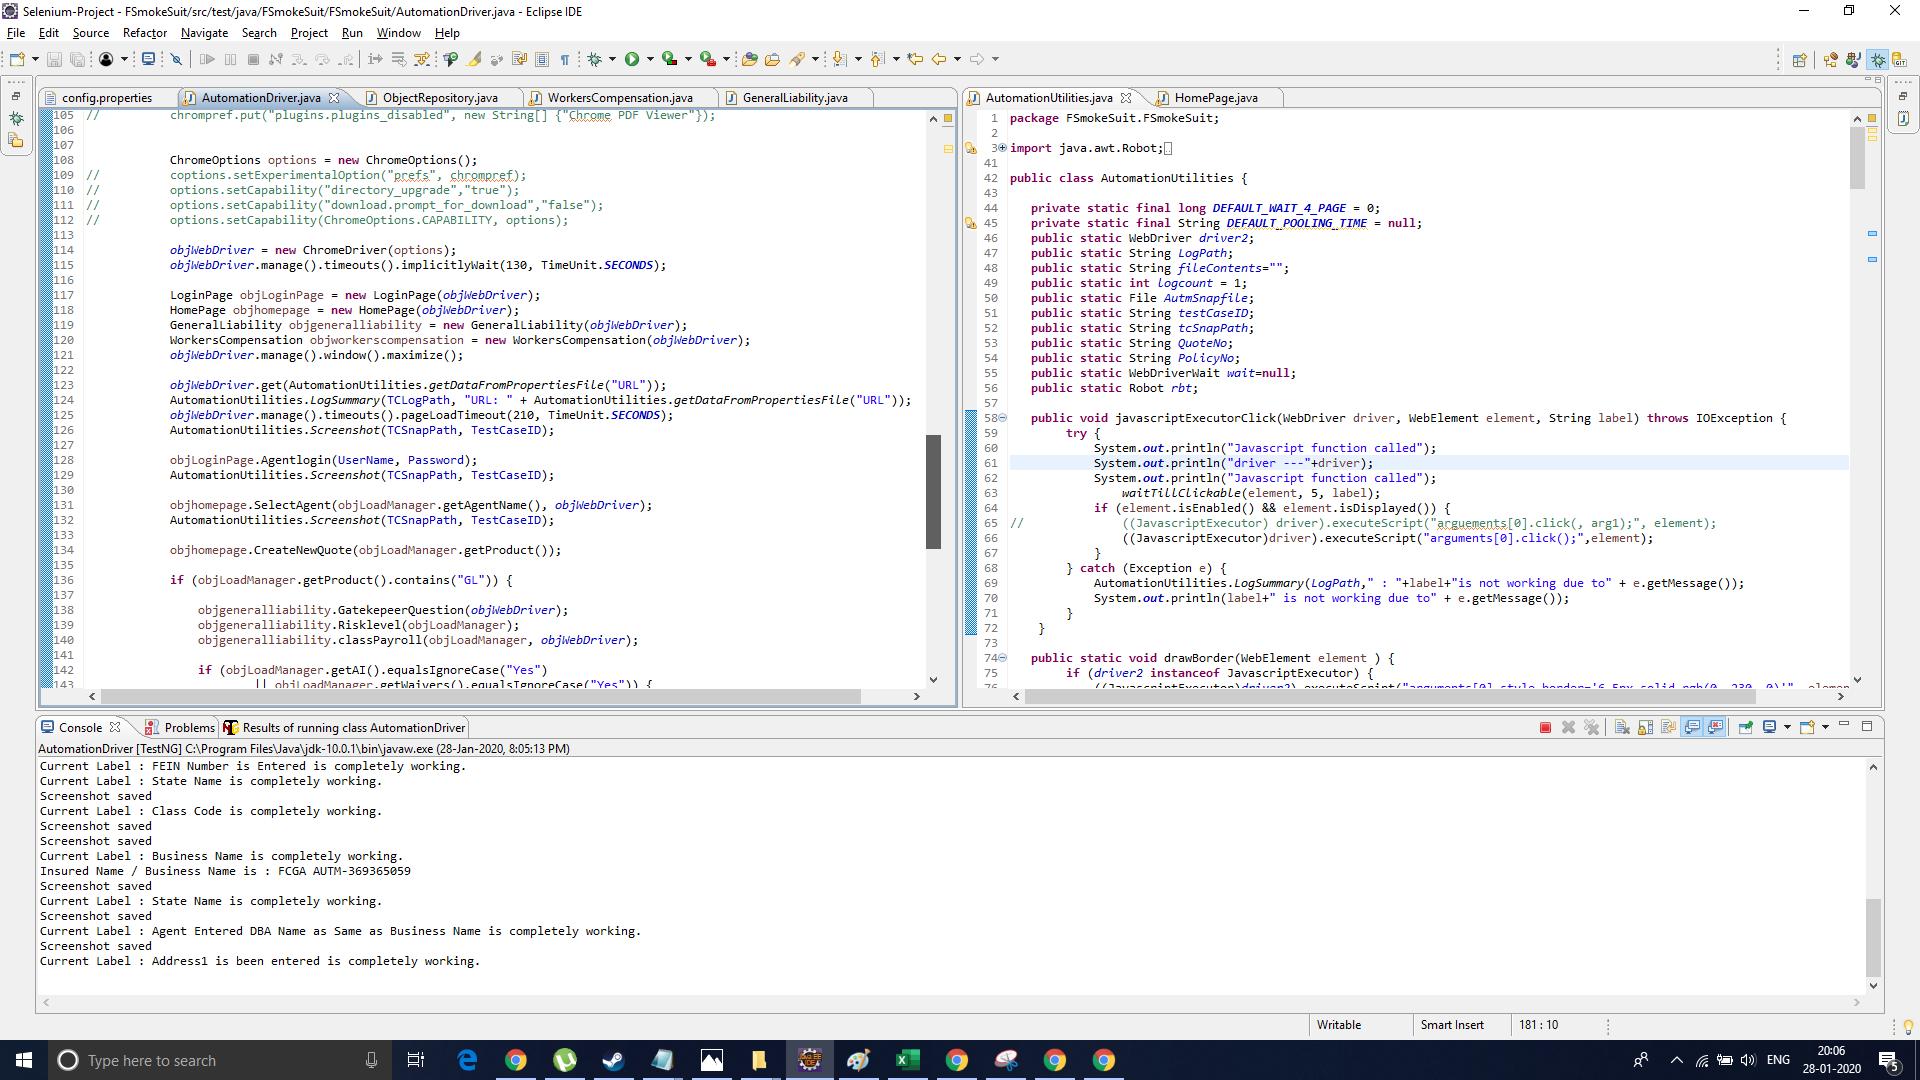 Selenium-Project - FSmokeSuit/src/test/java/FSmokeSuit/FSmokeSuit/AutomationDriver.java - Eclipse IDE
File Edit Source Refactor Navigate Search Project Run Window Help
config.properties AutomationDriver.java ObjectRepository.java WorkersCompensation.java GeneralLiability.java
105 // chrompref.put("plugins.plugins_disabled", new String[] {"Chrome PDF Viewer"});
106
107
108 ChromeOptions options = new ChromeOptions();
109 // coptions.setExperimentalOption("prefs", chrompref);
110 // options.setCapability("directory_upgrade","true");
111 // options.setCapability("download.prompt_for_download","false");
112 // options.setCapability(ChromeOptions.CAPABILITY, options);
113
114 objWebDriver = new ChromeDriver(options);
115 objWebDriver.manage().timeouts().implicitlyWait(130, TimeUnit.SECONDS);
116
117 LoginPage objLoginPage = new LoginPage(objWebDriver);
118 HomePage objhomepage = new HomePage(objWebDriver);
119 GeneralLiability objgeneralliability = new GeneralLiability(objWebDriver);
120 WorkersCompensation objworkerscompensation = new WorkersCompensation(objWebDriver);
121 objWebDriver.manage().window().maximize();
122
123 objWebDriver.get(AutomationUtilities.getDataFromPropertiesFile("URL"));
124 AutomationUtilities.LogSummary(TCLogPath, "URL: " + AutomationUtilities.getDataFromPropertiesFile("URL"));
125 objWebDriver.manage().timeouts().pageLoadTimeout(210, TimeUnit.SECONDS);
126 AutomationUtilities.Screenshot(TCSnapPath, TestCaseID);
127
128 objLoginPage.Agentlogin(UserName, Password);
129 AutomationUtilities.Screenshot(TCSnapPath, TestCaseID);
130
131 objhomepage.SelectAgent(objLoadManager.getAgentName(), objWebDriver);
132 AutomationUtilities.Screenshot(TCSnapPath, TestCaseID);
133
134 objhomepage.CreateNewQuote(objLoadManager.getProduct());
135
136 if (objLoadManager.getProduct().contains("GL")) {
137
138 objgeneralliability.GatekepeerQuestion(objWebDriver);
139 objgeneralliability.Risklevel(objLoadManager);
140 objgeneralliability.classPayroll(objLoadManager, objWebDriver);
141
142 if (objLoadManager.getAI().equalsIgnoreCase("Yes")
143 || objLoadManager.getWaivers().equalsIgnoreCase("Yes")) {
AutomationUtilities.java HomePage.java
1 package FSmokeSuit.FSmokeSuit;
2
3 import java.awt.Robot;
41
42 public class AutomationUtilities {
43
44 private static final long DEFAULT_WAIT_4_PAGE = 0;
45 private static final String DEFAULT_POOLING_TIME = null;
46 public static WebDriver driver2;
47 public static String LogPath;
48 public static String fileContents="";
49 public static int logcount = 1;
50 public static File AutmSnapfile;
51 public static String testCaseID;
52 public static String tcSnapPath;
53 public static String QuoteNo;
54 public static String PolicyNo;
55 public static WebDriverWait wait=null;
56 public static Robot rbt;
57
58 public void javascriptExecutorClick(WebDriver driver, WebElement element, String label) throws IOException {
59 try {
60 System.out.println("Javascript function called");
61 System.out.println("driver ---"+driver);
62 System.out.println("Javascript function called");
63 waitTillClickable(element, 5, label);
64 if (element.isEnabled() && element.isDisplayed()) {
65 // ((JavascriptExecutor) driver).executeScript("arguements[0].click(, arg1);", element);
66 ((JavascriptExecutor)driver).executeScript("arguments[0].click();",element);
67 }
68 } catch (Exception e) {
69 AutomationUtilities.LogSummary(LogPath," : "+label+"is not working due to" + e.getMessage());
70 System.out.println(label+" is not working due to" + e.getMessage());
71 }
72 }
73
74 public static void drawBorder(WebElement element ) {
75 if (driver2 instanceof JavascriptExecutor) {
Console Problems Results of running class AutomationDriver
AutomationDriver [TestNG] C:\Program Files\Java\jdk-10.0.1\bin\javaw.exe (28-Jan-2020, 8:05:13 PM)
Current Label : FEIN Number is Entered is completely working.
Current Label : State Name is completely working.
Screenshot saved
Current Label : Class Code is completely working.
Screenshot saved
Screenshot saved
Current Label : Business Name is completely working.
Insured Name / Business Name is : FCGA AUTM-369365059
Screenshot saved
Current Label : State Name is completely working.
Screenshot saved
Current Label : Agent Entered DBA Name as Same as Business Name is completely working.
Screenshot saved
Current Label : Address1 is been entered is completely working.
Writable Smart Insert 181 : 10
Type here to search
ENG
20:06
28-01-2020
5